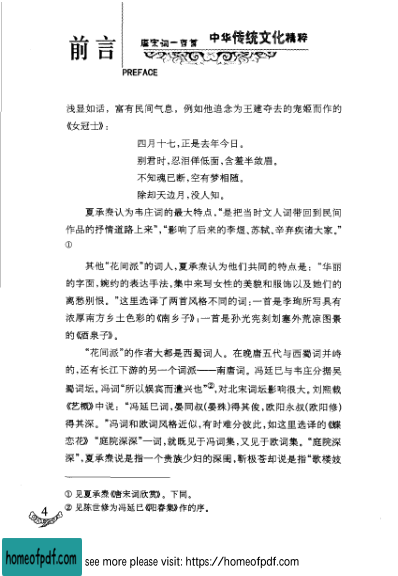 前言
唐宋词一百首 中华传统文化精粹
PREFACE
浅显如话，富有民间气息，例如他追念为王建夺去的宠姬而作的
《女冠士》：
四月十七，正是去年今日。
别君时，忍泪佯低面，含羞半敛眉。
不知魂已断，空有梦相随。
除却天边月，没人知。
夏承焘认为韦庄词的最大特点，“是把当时文人词带回到民间
作品的抒情道路上来”，“影响了后来的李煜、苏轼、辛弃疾诸大家。”
①
其他“花间派”的词人，夏承焘认为他们共同的特点是：“华丽
的字面，婉约的表达手法，集中来写女性的美貌和服饰以及她们的
离愁别恨。”这里选译了两首风格不同的词：一首是李珣所写具有
浓厚南方乡土色彩的《南乡子》；一首是孙光宪刻划塞外荒凉图景
的《酒泉子》。
“花间派”的作者大都是西蜀词人。在晚唐五代与西蜀词并峙
的，还有长江下游的另一个词派——南唐词。冯延巳与韦庄分据吴
蜀词坛。冯词“所以娱宾而遣兴也”②，对北宋词坛影响很大。刘熙载
《艺概》中说：“冯延巳词，晏同叔（晏殊）得其俊，欧阳永叔（欧阳修）
得其深。”冯词和欧词风格近似，有时难分彼此，如这里选译的《蝶
恋花》“庭院深深”一词，就既见于冯词集，又见于欧词集。“庭院深
深”，夏承焘说是指一个贵族少妇的深闺，靳极苍却说是指“歌楼妓
① 见夏承焘《唐宋词欣赏》。下同。
② 见陈世修为冯延巳《阳春集》作的序。
4
homeofpdf.com
see more please visit: https://homeofpdf.com